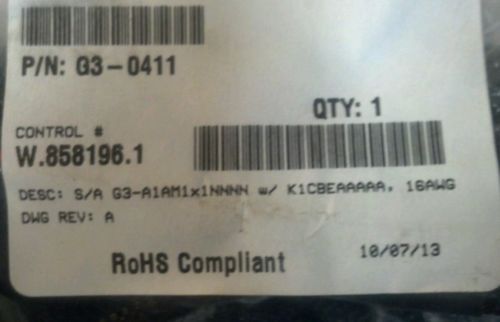 P/N: G3-0411
QTY: 1
CONTROL #
W.858196.1
DESC: S/A G3-A1AM1x1NNNN w/ K1CBEAAAAA, 16AWG
DWG REV: A
RoHS Compliant
10/07/13